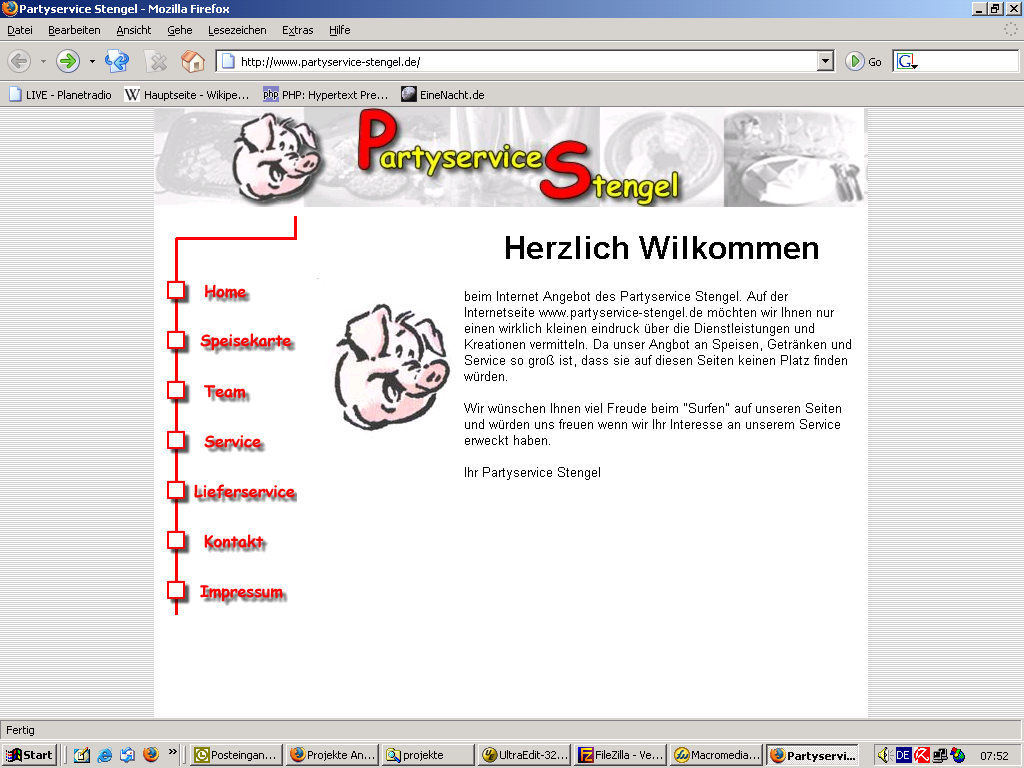 Partyservice Stengel - Mozilla Firefox
Datei Bearbeiten Ansicht Gehe Lesezeichen Extras Hilfe
http://www.partyservice-stengel.de/ Go G
LIVE - Planetradio W Hauptseite - Wikipe... php PHP: Hypertext Pre... EineNacht.de
Partyservice
Stengel
Herzlich Wilkommen
Home
Speisekarte
Team
Service
Lieferservice
Kontakt
Impressum
beim Internet Angebot des Partyservice Stengel. Auf der
Internetseite www.partyservice-stengel.de möchten wir Ihnen nur
einen wirklich kleinen eindruck über die Dienstleistungen und
Kreationen vermitteln. Da unser Angbot an Speisen, Getränken und
Service so groß ist, dass sie auf diesen Seiten keinen Platz finden
würden.
Wir wünschen Ihnen viel Freude beim "Surfen" auf unseren Seiten
und würden uns freuen wenn wir Ihr Interesse an unserem Service
erweckt haben.
Ihr Partyservice Stengel
Fertig
Start » Posteingan... Projekte An... projekte UltraEdit-32... FileZilla - Ve... Macromedia... Partyservi... DE 07:52